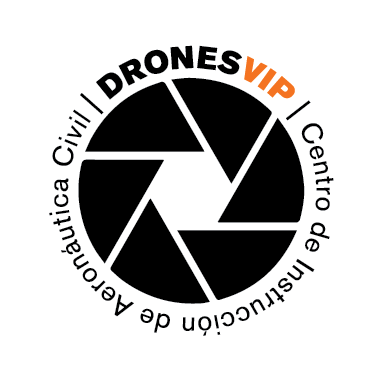 DRONESVIP | Centro de Instrucción de Aeronáutica Civil |